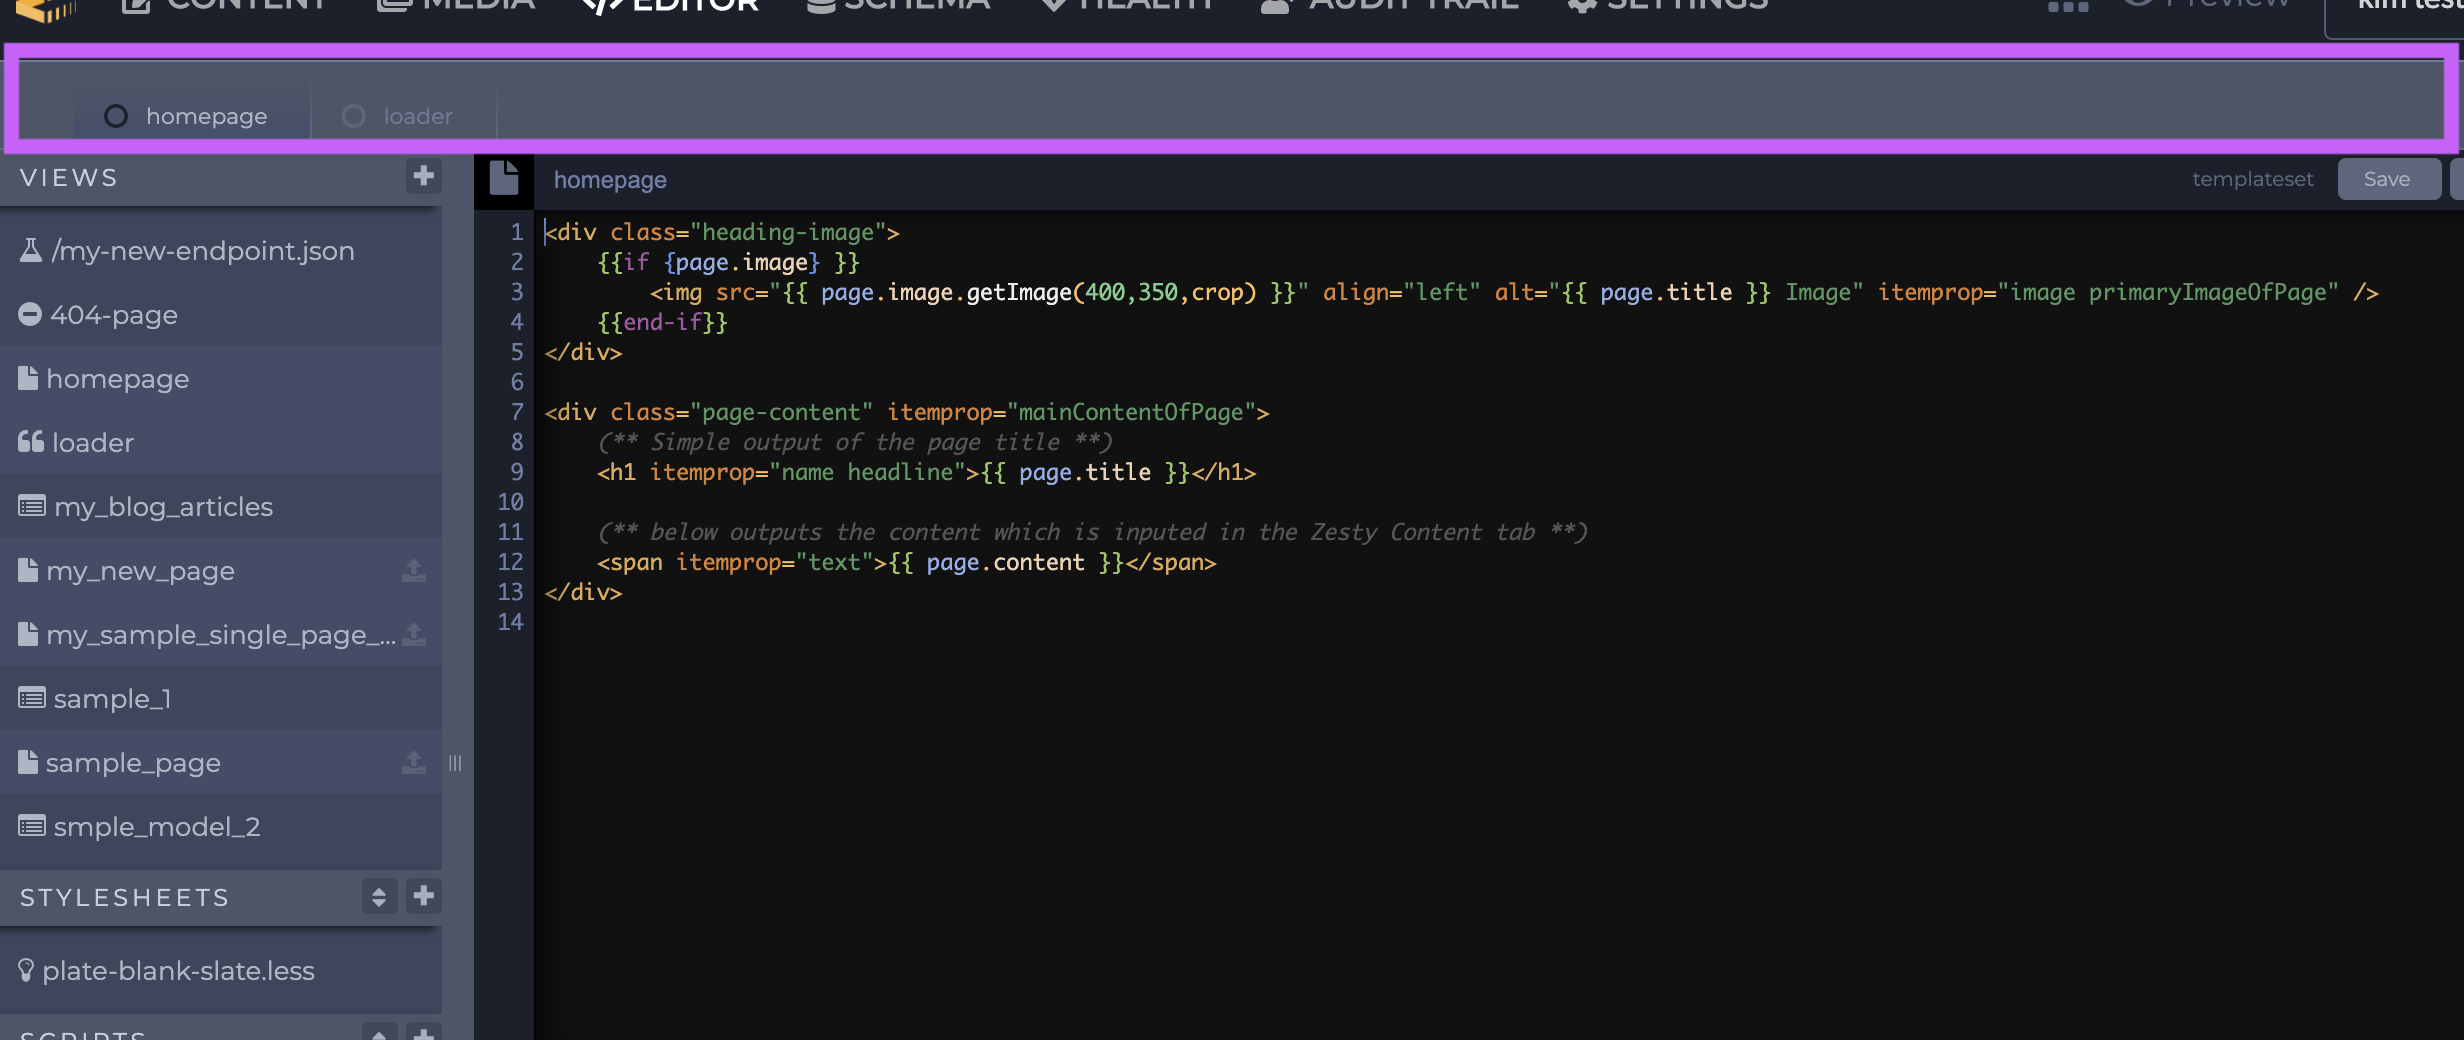 CONTENT MEDIA </> EDITOR SCHEMA HEALTH AUDIT TRAIL SETTINGS Preview Kim test
homepage loader
VIEWS
/my-new-endpoint.json
404-page
homepage
loader
my_blog_articles
my_new_page
my_sample_single_page_...
sample_1
sample_page
smple_model_2
STYLESHEETS
plate-blank-slate.less
SCRIPTS
homepage templateset Save
1 <div class="heading-image">
2     {{if {page.image} }}
3         <img src="{{ page.image.getImage(400,350,crop) }}" align="left" alt="{{ page.title }} Image" itemprop="image primaryImageOfPage" />
4     {{end-if}}
5 </div>
6
7 <div class="page-content" itemprop="mainContentOfPage">
8     (** Simple output of the page title **)
9     <h1 itemprop="name headline">{{ page.title }}</h1>
10
11     (** below outputs the content which is inputed in the Zesty Content tab **)
12     <span itemprop="text">{{ page.content }}</span>
13 </div>
14